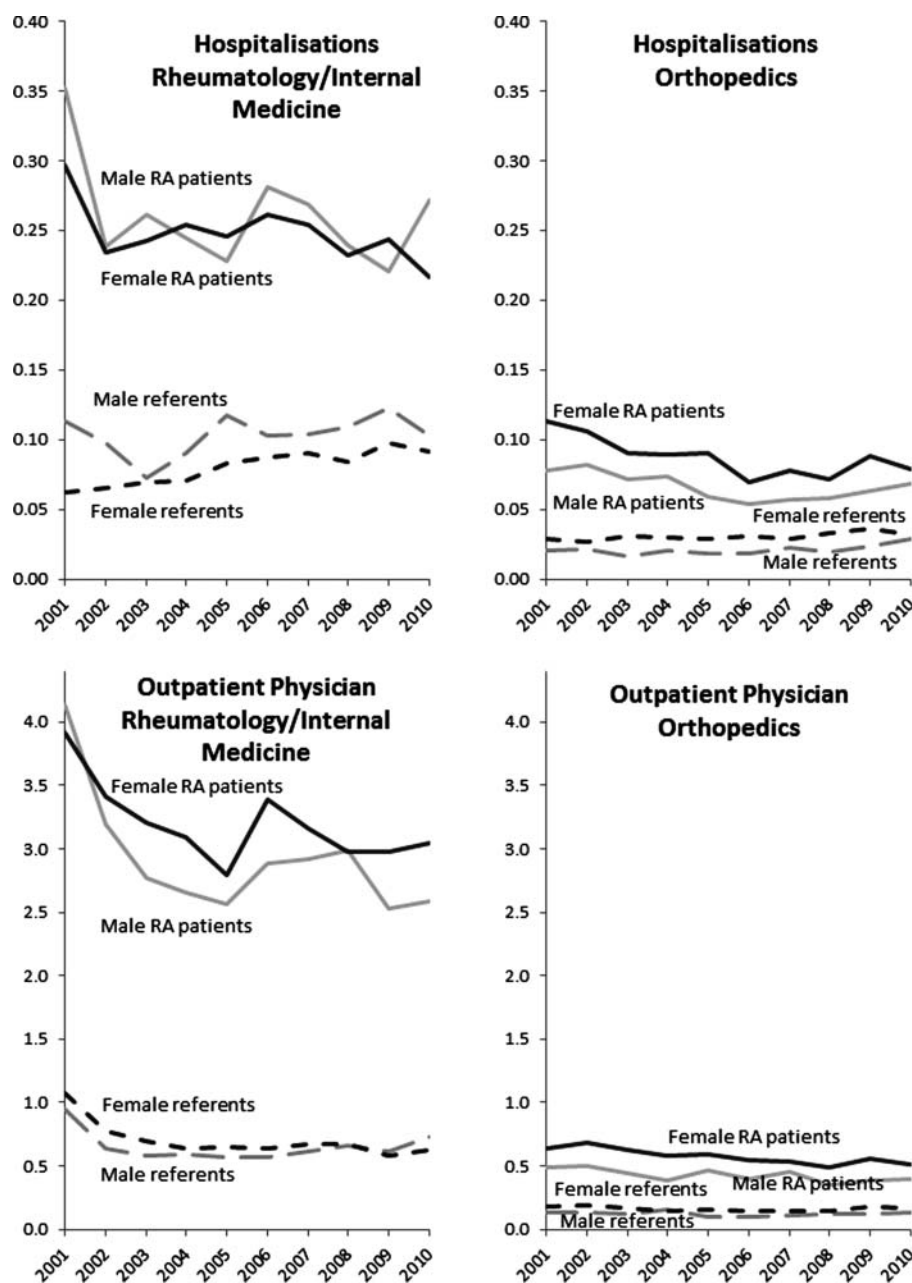 Hospitalisations
Rheumatology/Internal
Medicine
0.40
0.35
0.30
0.25
0.20
0.15
0.10
0.05
0.00
Male RA patients
Female RA patients
Male referents
Female referents
2001
2002
2003
2004
2005
2006
2007
2008
2009
2010
Hospitalisations
Orthopedics
0.40
0.35
0.30
0.25
0.20
0.15
0.10
0.05
0.00
Female RA patients
Male RA patients
Female referents
Male referents
2001
2002
2003
2004
2005
2006
2007
2008
2009
2010
Outpatient Physician
Rheumatology/Internal
Medicine
4.0
3.5
3.0
2.5
2.0
1.5
1.0
0.5
0.0
Female RA patients
Male RA patients
Female referents
Male referents
2001
2002
2003
2004
2005
2006
2007
2008
2009
2010
Outpatient Physician
Orthopedics
4.0
3.5
3.0
2.5
2.0
1.5
1.0
0.5
0.0
Female RA patients
Female referents
Male RA patients
Male referents
2001
2002
2003
2004
2005
2006
2007
2008
2009
2010